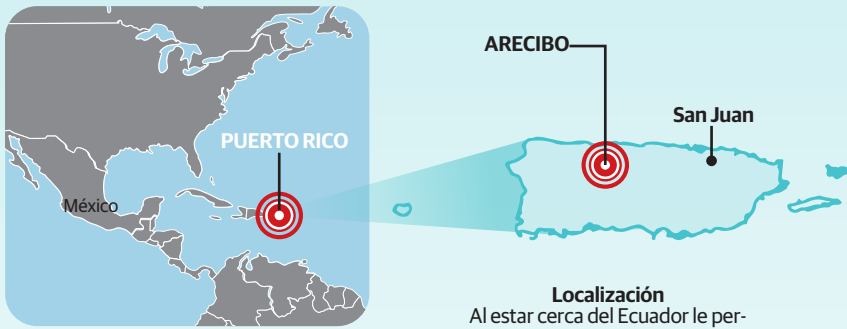 PUERTO RICO
México
ARECIBO
San Juan
Localización
Al estar cerca del Ecuador le per-